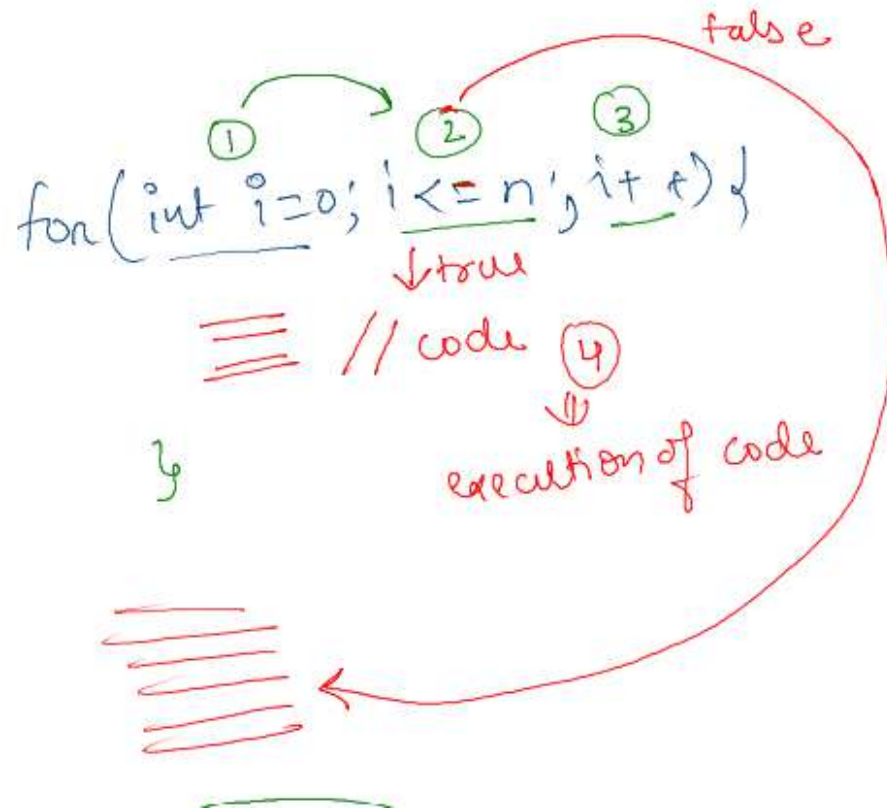 false
① ② ③
for(int i=0; i<=n; i++) {
true
// code ④
execution of code
}